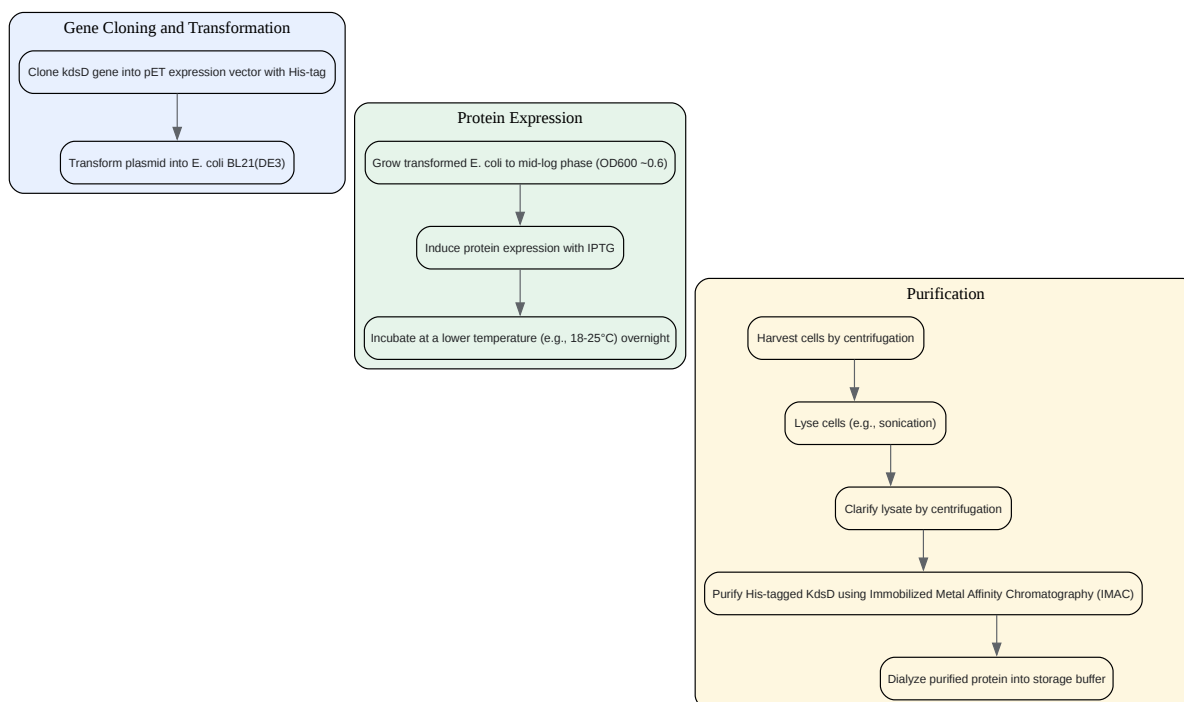 Gene Cloning and Transformation
Clone kdsD gene into pET expression vector with His-tag
Transform plasmid into E. coli BL21(DE3)
Protein Expression
Grow transformed E. coli to mid-log phase (OD600 ~0.6)
Induce protein expression with IPTG
Incubate at a lower temperature (e.g., 18-25°C) overnight
Purification
Harvest cells by centrifugation
Lyse cells (e.g., sonication)
Clarify lysate by centrifugation
Purify His-tagged KdsD using Immobilized Metal Affinity Chromatography (IMAC)
Dialyze purified protein into storage buffer